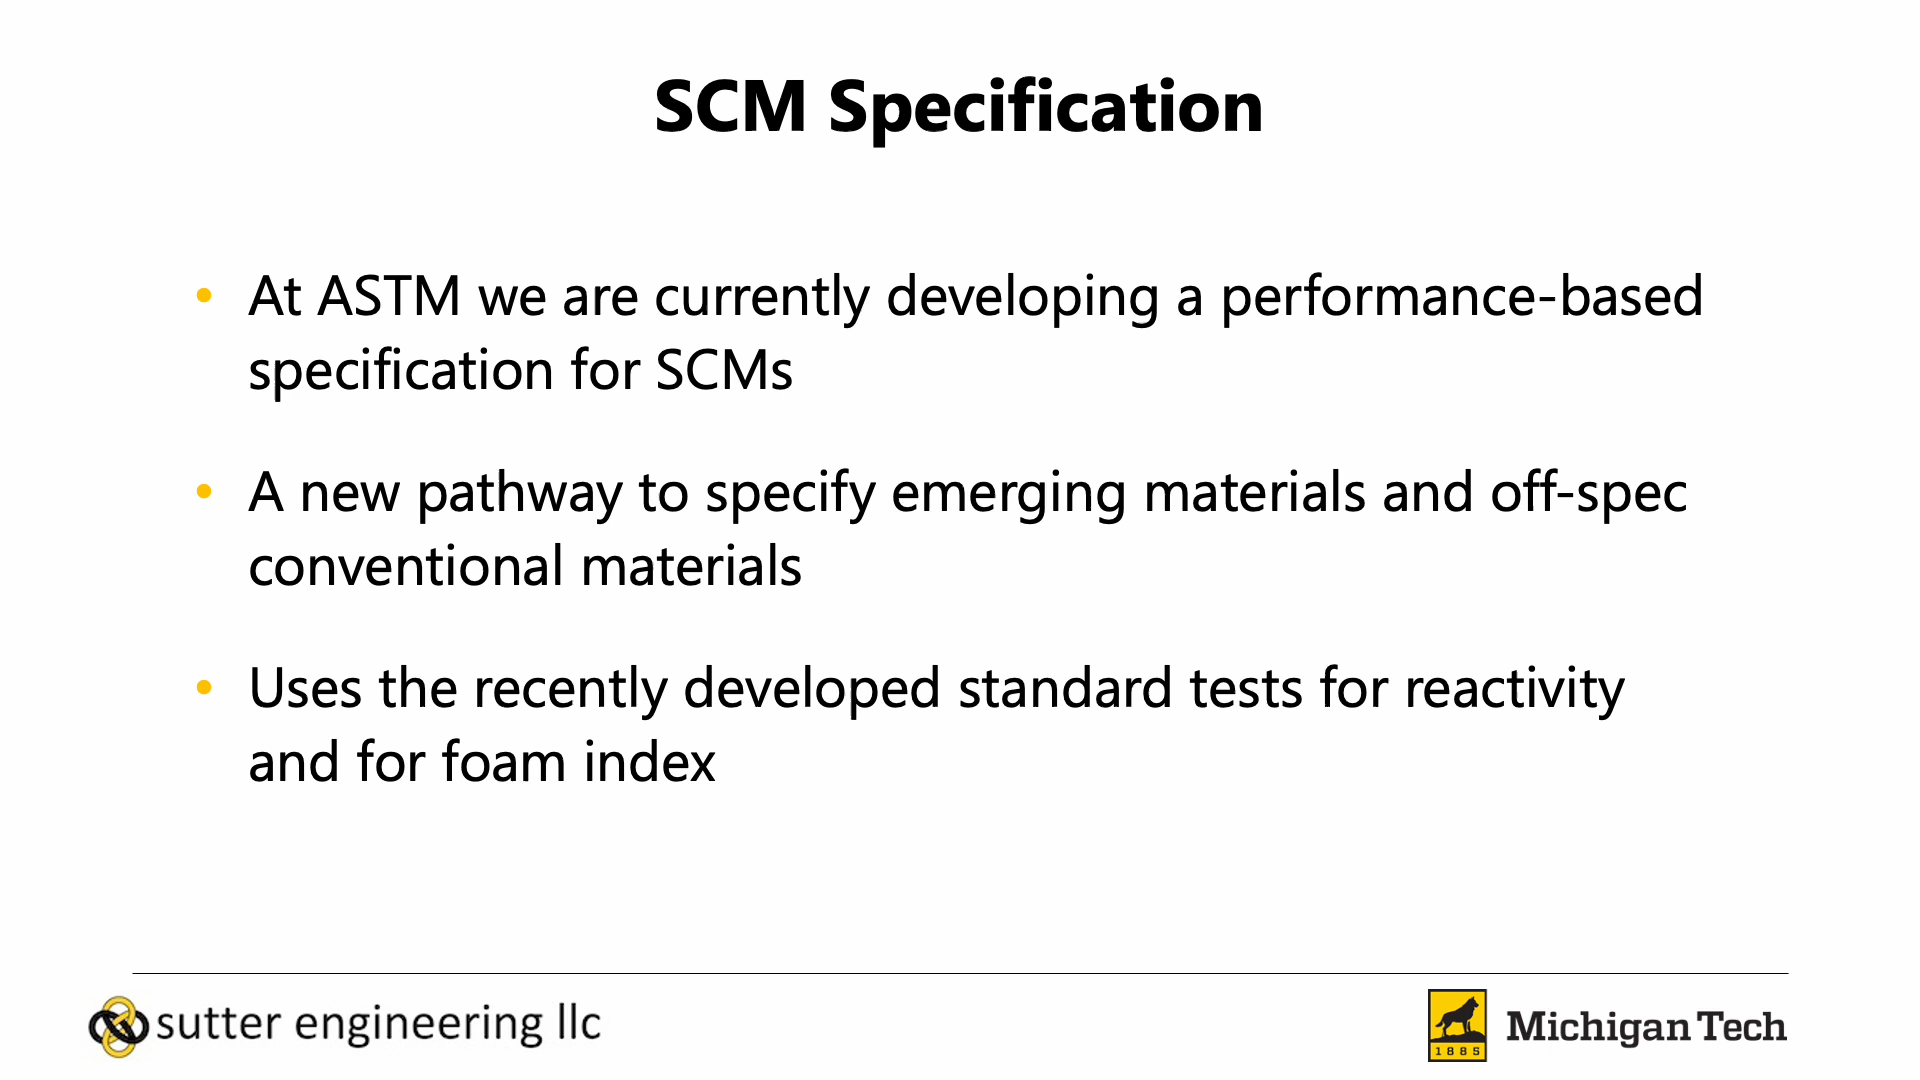 SCM Specification
• At ASTM we are currently developing a performance-based
specification for SCMs
• A new pathway to specify emerging materials and off-spec
conventional materials
• Uses the recently developed standard tests for reactivity
and for foam index
sutter engineering llc
1885
Michigan Tech